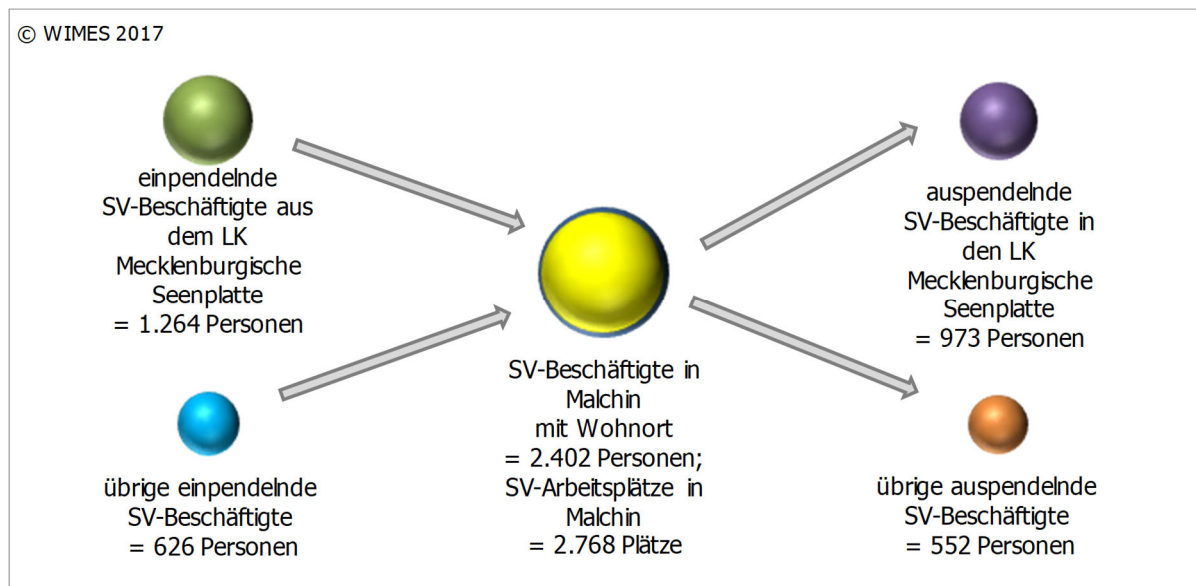 © WIMES 2017
einpendelnde
SV-Beschäftigte aus
dem LK
Mecklenburgische
Seenplatte
= 1.264 Personen
übrige einpendelnde
SV-Beschäftigte
= 626 Personen
SV-Beschäftigte in
Malchin
mit Wohnort
= 2.402 Personen;
SV-Arbeitsplätze in
Malchin
= 2.768 Plätze
auspendelnde
SV-Beschäftigte in
den LK
Mecklenburgische
Seenplatte
= 973 Personen
übrige auspendelnde
SV-Beschäftigte
= 552 Personen